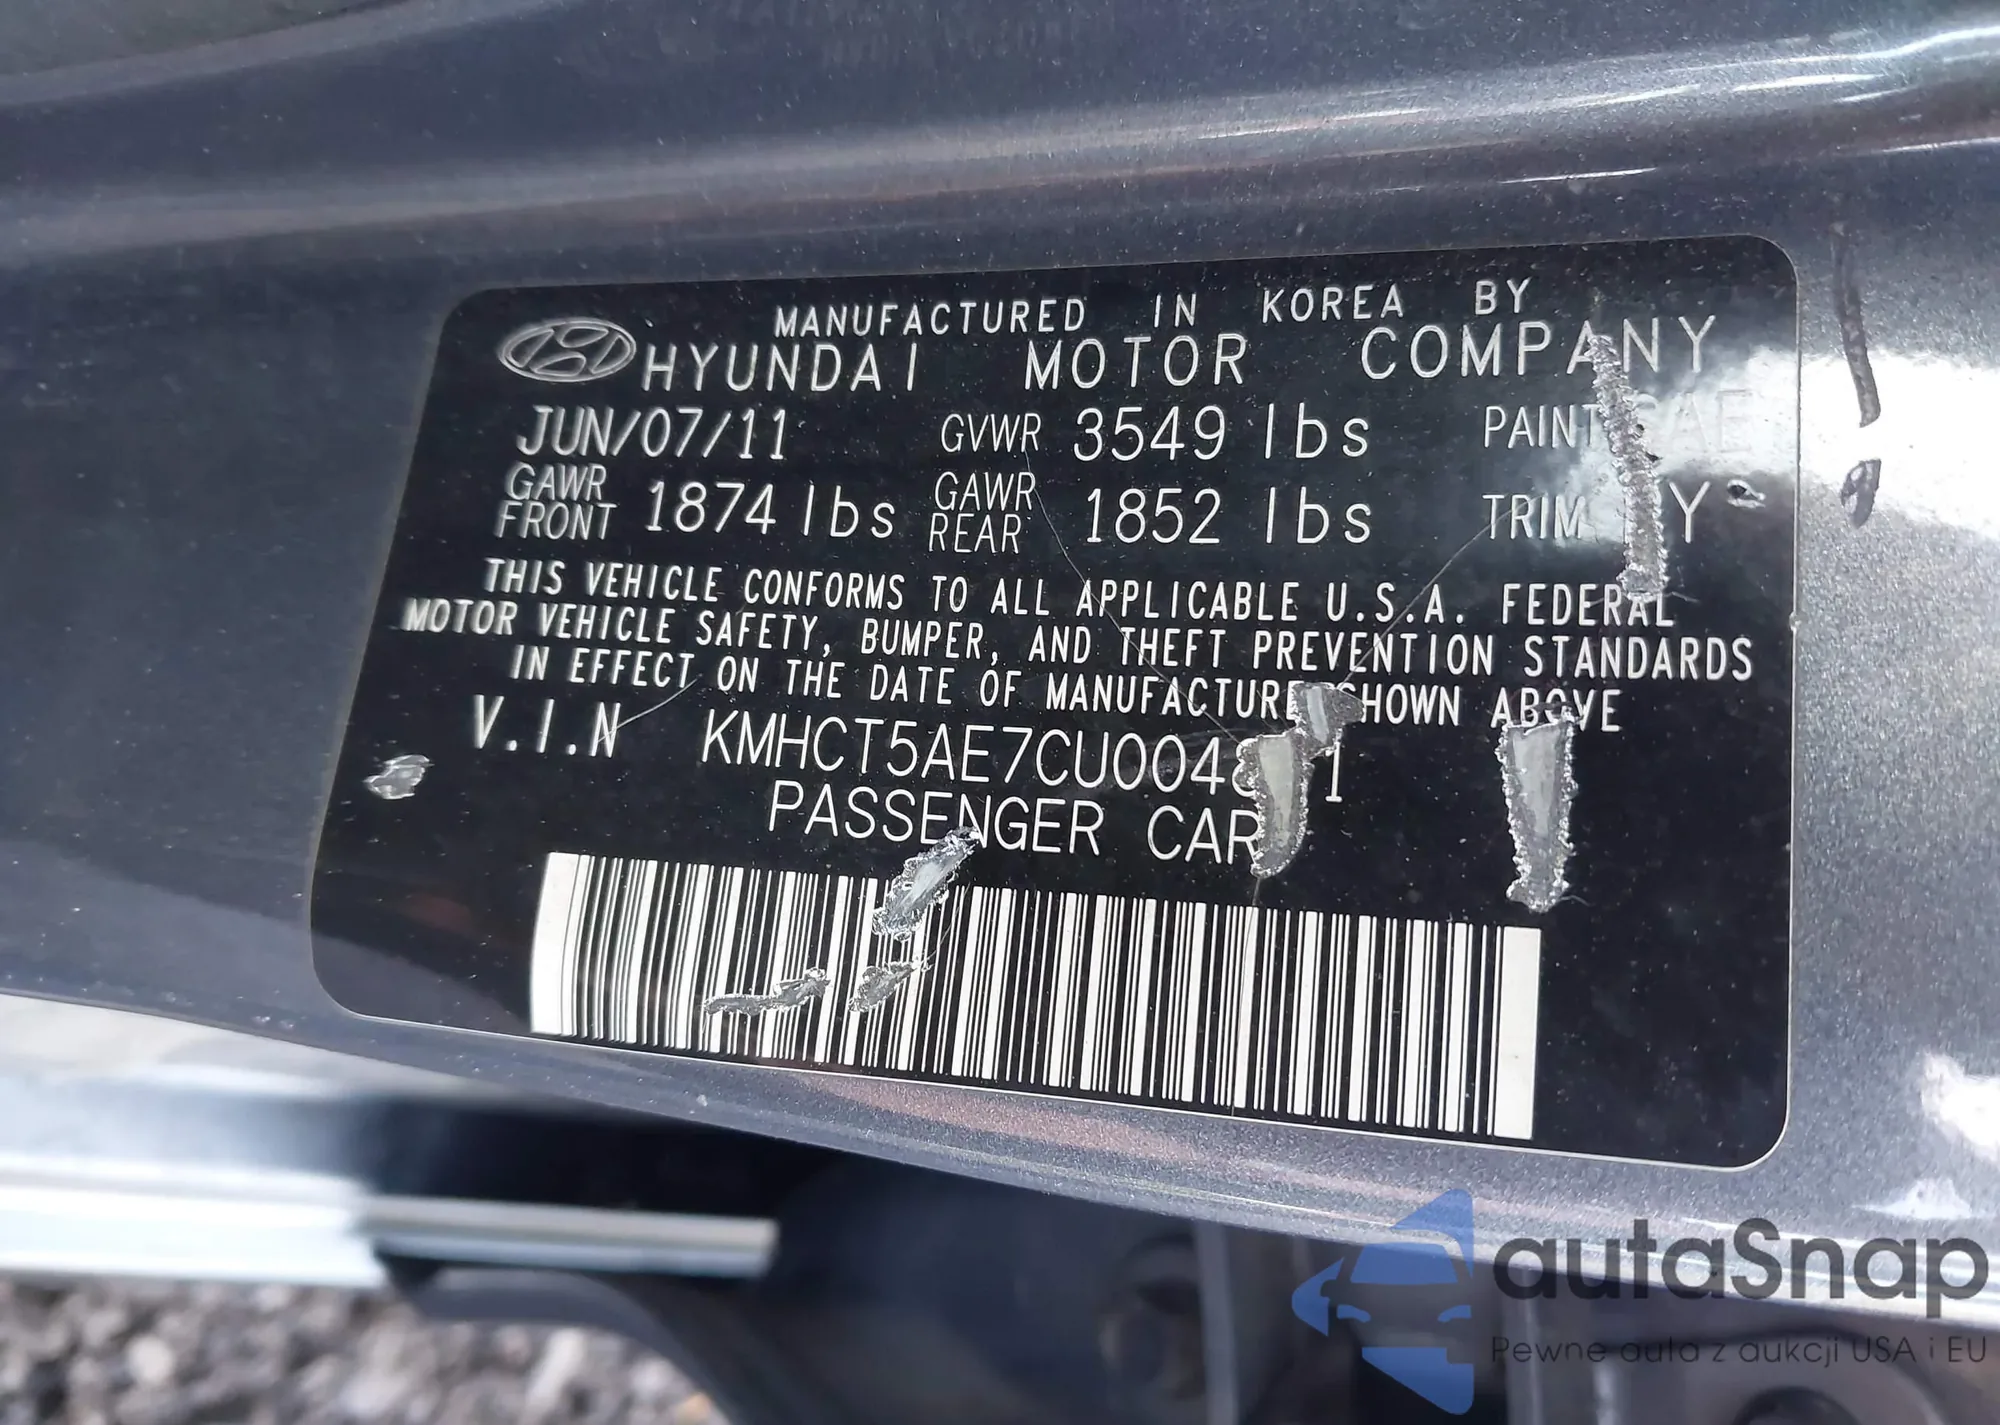 MANUFACTURED IN KOREA BY
HYUNDAI MOTOR COMPANY
JUN/07/11 GVWR 3549 lbs PAINT
GAWR FRONT 1874 lbs GAWR REAR 1852 lbs TRIM
THIS VEHICLE CONFORMS TO ALL APPLICABLE U.S.A. FEDERAL
MOTOR VEHICLE SAFETY, BUMPER, AND THEFT PREVENTION STANDARDS
IN EFFECT ON THE DATE OF MANUFACTURE SHOWN ABOVE
V.I.N
PASSENGER CAR
autaSnap
Pewne auta z aukcji USA i EU